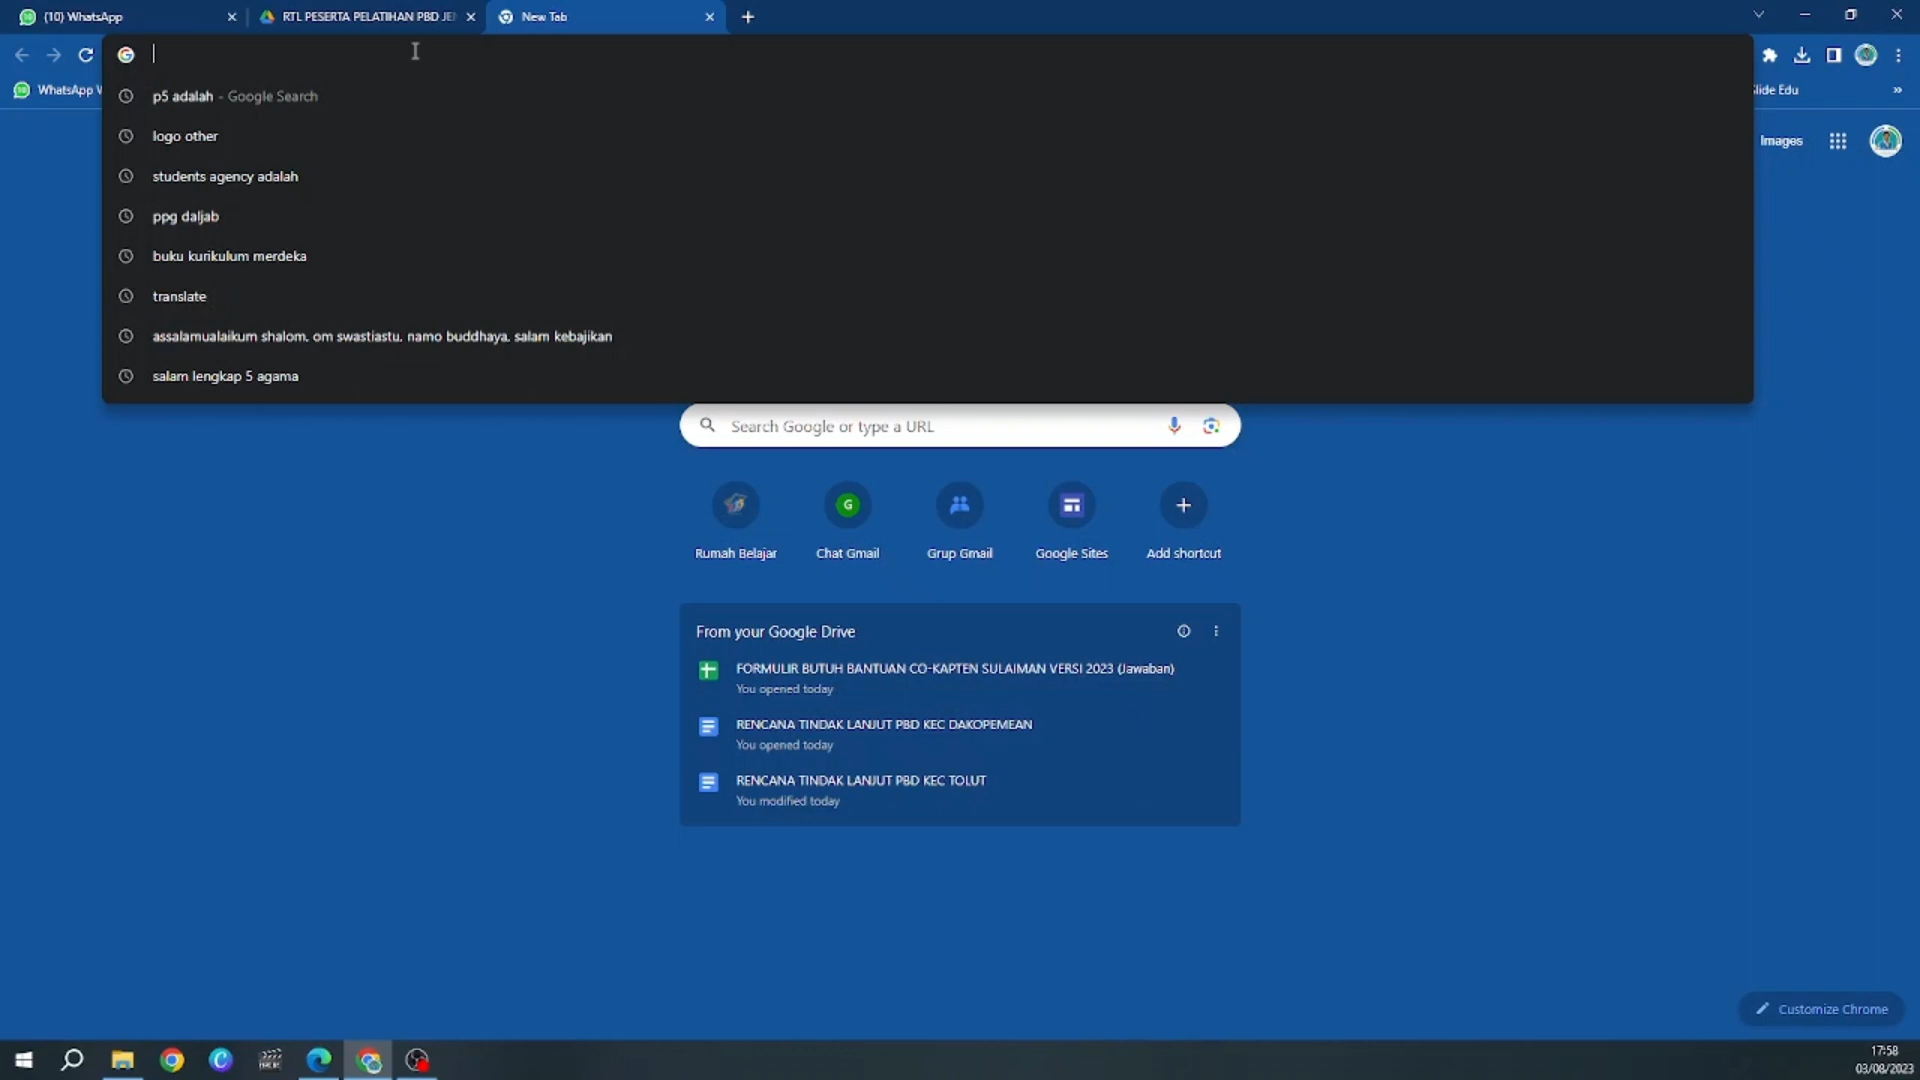 (10) WhatsApp
RTL PESERTA PELATIHAN PBD JE
New Tab
WhatsApp
Slide Edu
p5 adalah - Google Search
logo other
students agency adalah
ppg daljab
buku kurikulum merdeka
translate
assalamualaikum shalom. om swastiastu. namo buddhaya. salam kebajikan
salam lengkap 5 agama
Images
Search Google or type a URL
Rumah Belajar
Chat Gmail
Grup Gmail
Google Sites
Add shortcut
From your Google Drive
FORMULIR BUTUH BANTUAN CO-KAPTEN SULAIMAN VERSI 2023 (Jawaban)
You opened today
RENCANA TINDAK LANJUT PBD KEC DAKOPEMEAN
You opened today
RENCANA TINDAK LANJUT PBD KEC TOLUT
You modified today
Customize Chrome
17:58
03/08/2023